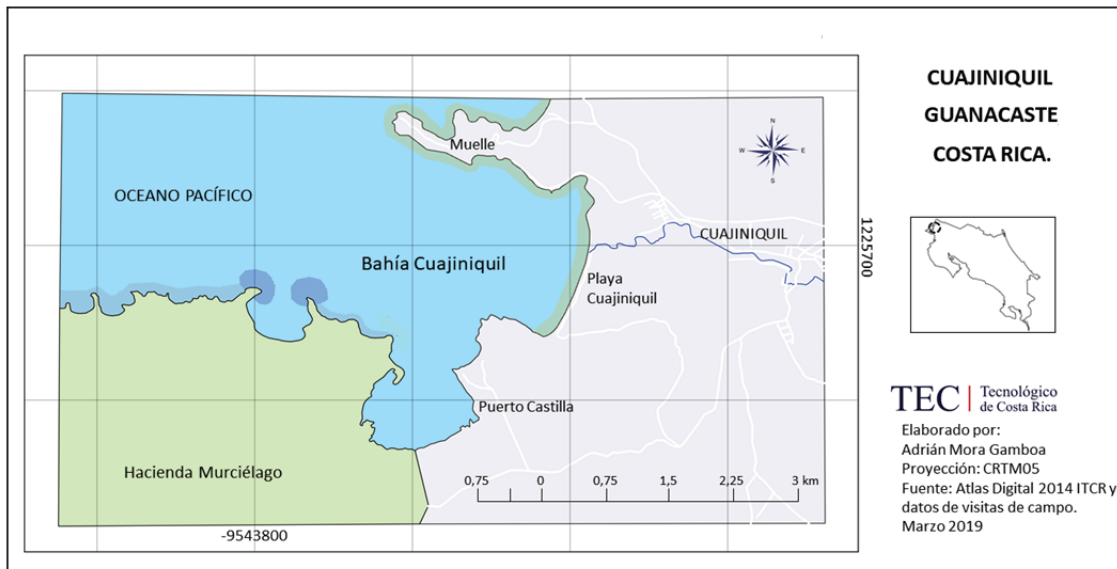 CUAJINIQUIL
GUANACASTE
COSTA RICA.
N
W
E
S
Muelle
OCEANO PACÍFICO
CUAJINIQUIL
1225700
Bahía Cuajiniquil
Playa
Cuajiniquil
Puerto Castilla
Hacienda Murciélago
0,75 0 0,75 1,5 2,25 3 km
-9543800
TEC | Tecnológico
de Costa Rica
Elaborado por:
Adrián Mora Gamboa
Proyección: CRTM05
Fuente: Atlas Digital 2014 ITCR y
datos de visitas de campo.
Marzo 2019